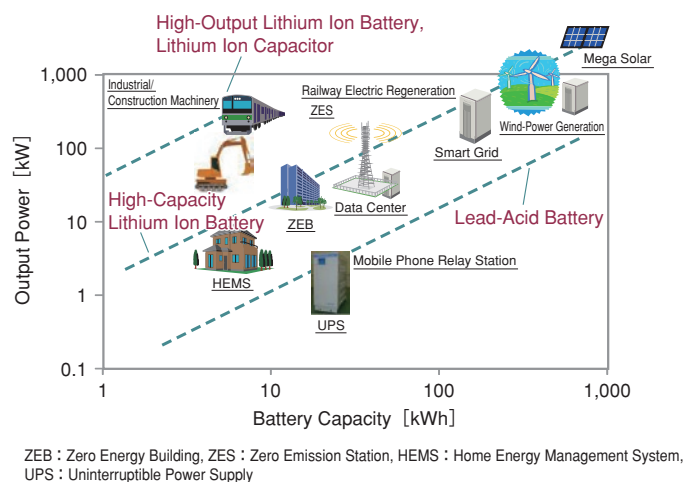 High-Output Lithium Ion Battery,
Lithium Ion Capacitor
Mega Solar
Industrial/
Construction Machinery
Railway Electric Regeneration
ZES
Wind-Power Generation
Smart Grid
High-Capacity
Lithium Ion Battery
ZEB
Data Center
Lead-Acid Battery
HEMS
Mobile Phone Relay Station
UPS
Output Power [kW]
1,000
100
10
1
0.1
1
10
100
1,000
Battery Capacity [kWh]
ZEB：Zero Energy Building, ZES：Zero Emission Station, HEMS：Home Energy Management System,
UPS：Uninterruptible Power Supply